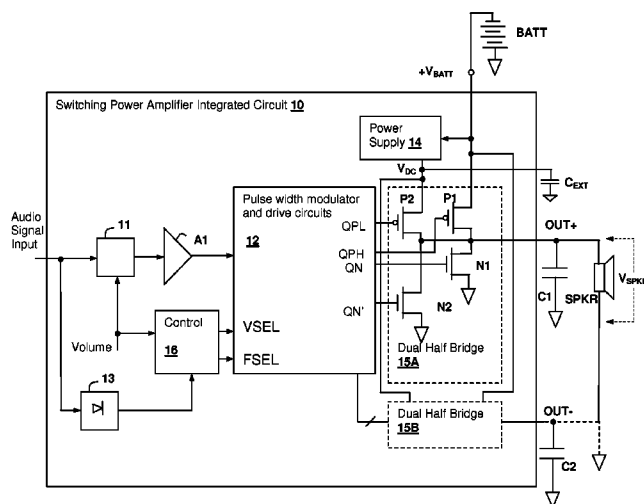 BATT
+VBATT
Switching Power Amplifier Integrated Circuit 10
Power
Supply 14
VDC
CEXT
Audio
Signal
Input
11
A1
Pulse width modulator
and drive circuits
12
P2
P1
QPL
QPH
QN
QN'
OUT+
N1
N2
C1
SPKR
VSPKR
Control
16
VSEL
FSEL
Volume
13
Dual Half Bridge
15A
Dual Half Bridge
15B
OUT-
C2